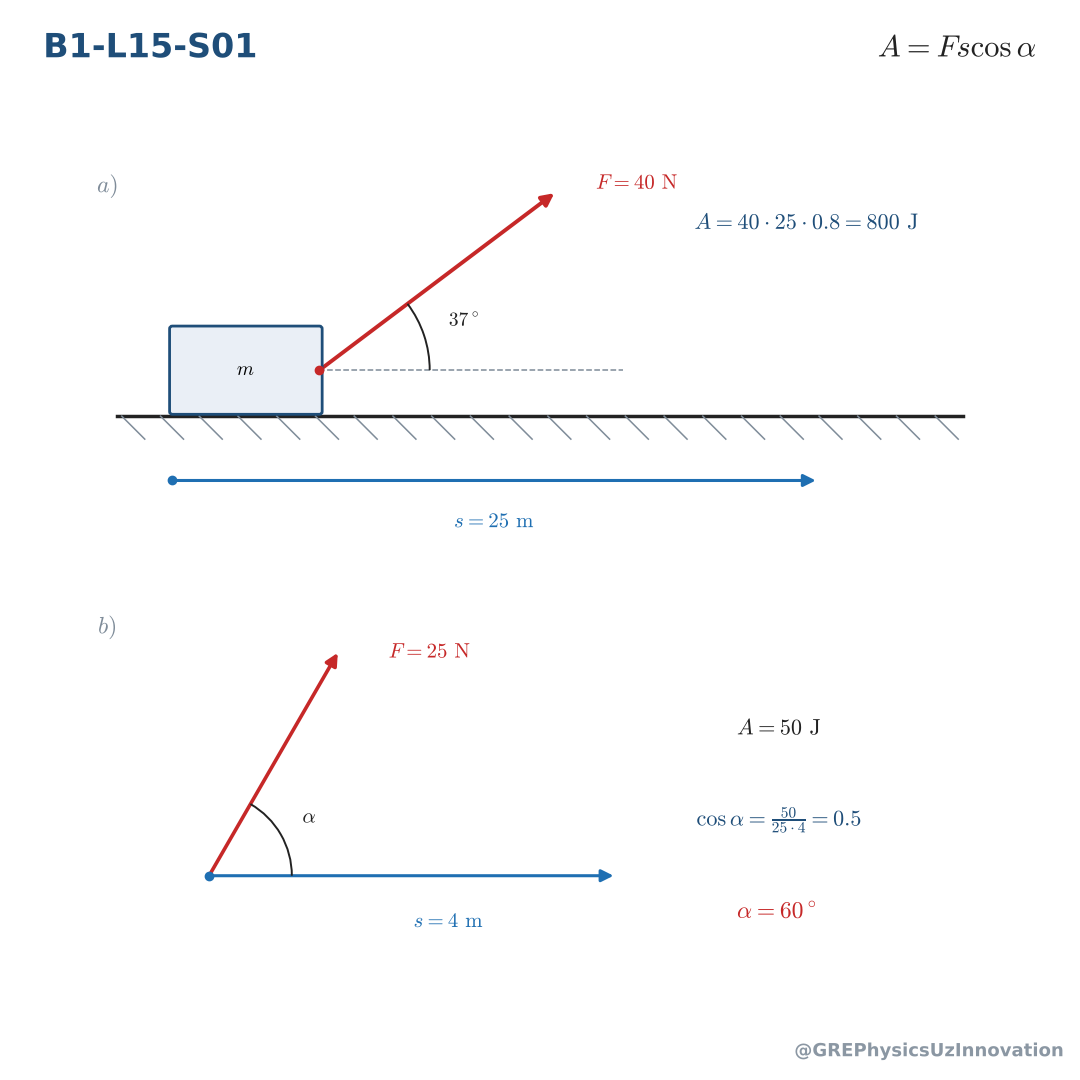 B1-L15-S01
A = Fs cos α
a)
F = 40 N
A = 40 · 25 · 0.8 = 800 J
37°
m
s = 25 m
b)
F = 25 N
A = 50 J
α
cos α = 50/(25 · 4) = 0.5
α = 60°
s = 4 m
@GREPhysicsUzInnovation